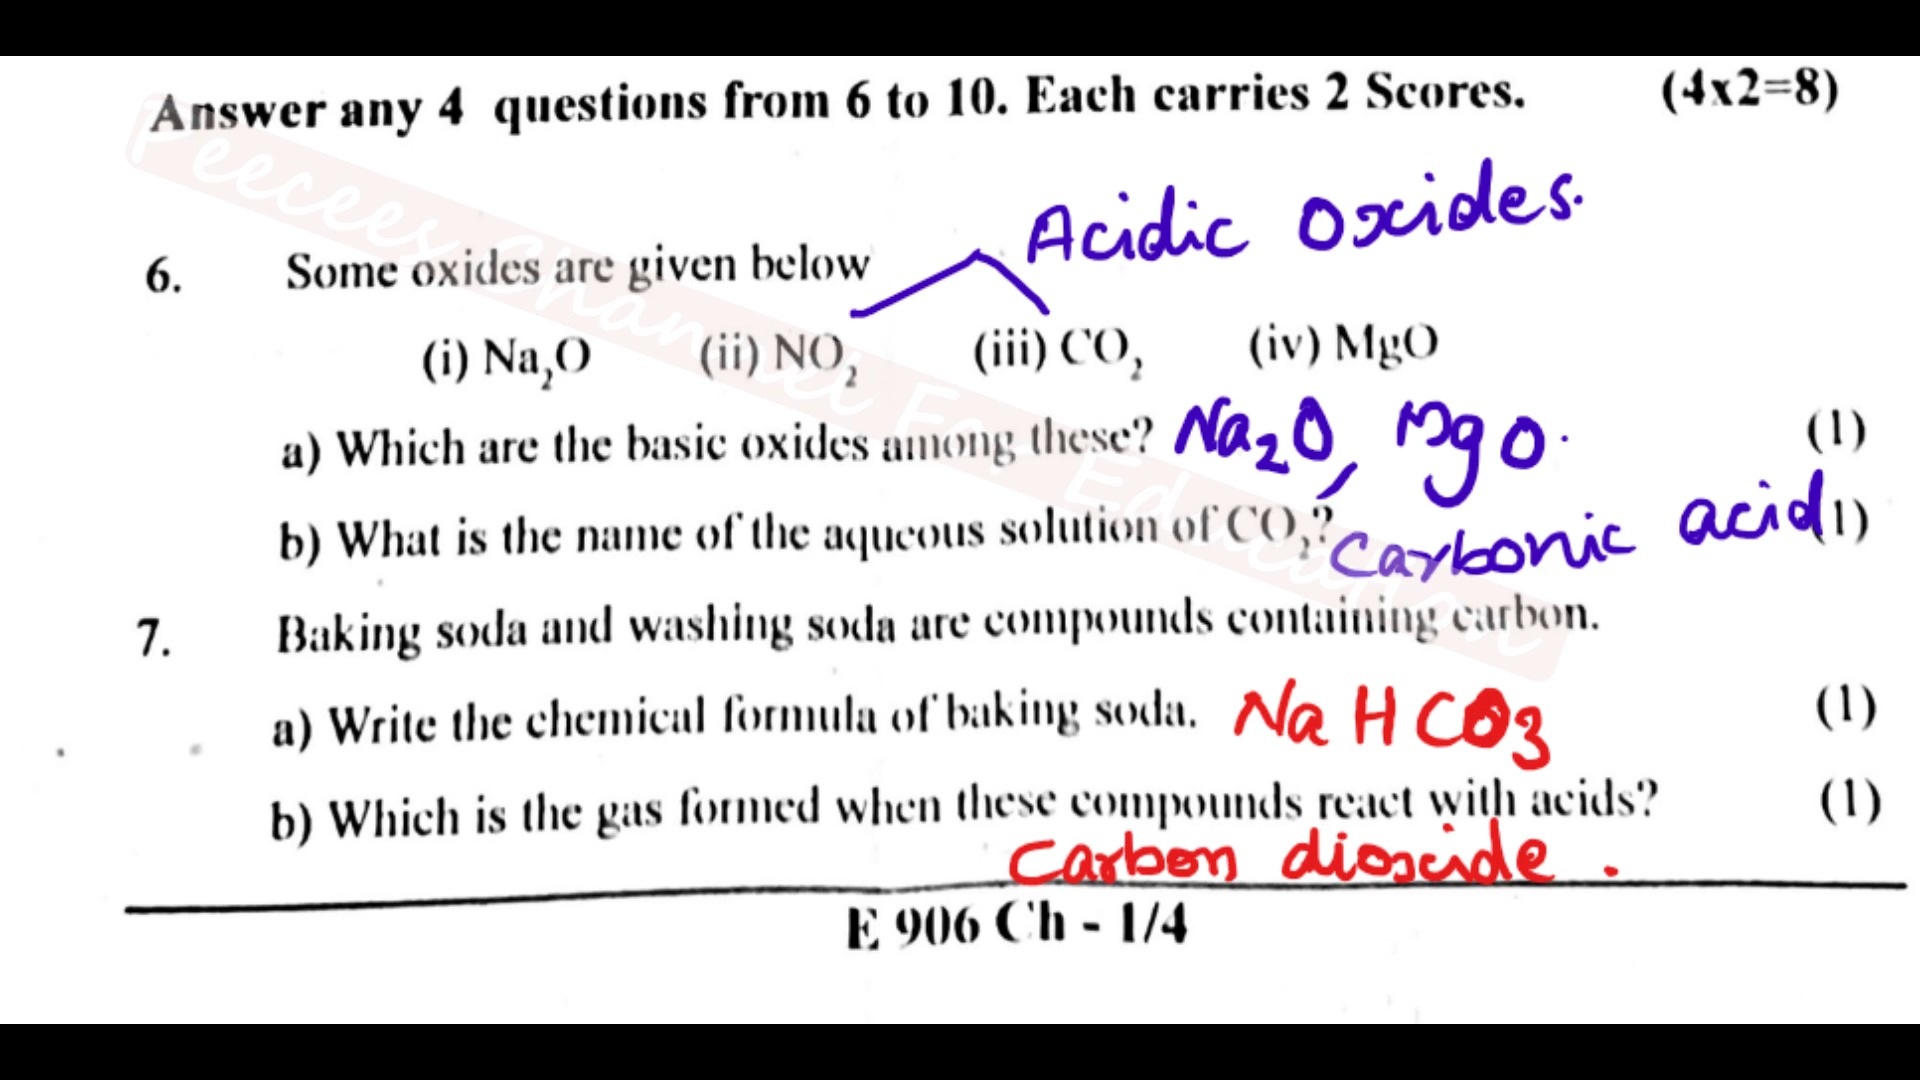 Answer any 4 questions from 6 to 10. Each carries 2 Scores. (4x2=8)
Acidic Oxides.
6. Some oxides are given below
(i) Na₂O (ii) NO₂ (iii) CO₂ (iv) MgO
a) Which are the basic oxides among these? Na₂O, MgO. (1)
b) What is the name of the aqueous solution of CO₂? Carbonic acid (1)
7. Baking soda and washing soda are compounds containing carbon.
a) Write the chemical formula of baking soda. NaHCO₃ (1)
b) Which is the gas formed when these compounds react with acids? (1)
Carbon dioxide.
E 906 Ch - 1/4
Peecees Channel For Education